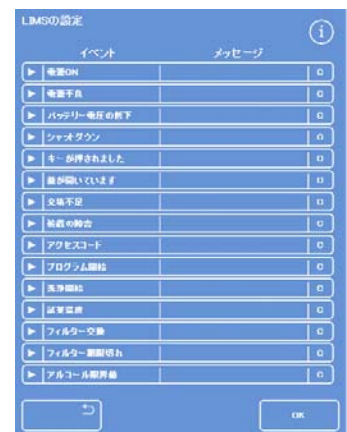 LIMSの設定
i
イベント メッセージ
電源ON
電源不良
バッテリー電圧の低下
シャットダウン
キーが押されました
蓋が開いています
交換不足
装置の障害
アクセスコード
プログラム開始
洗浄開始
試薬温度
フィルター交換
フィルター期限切れ
アルコール限界値
OK